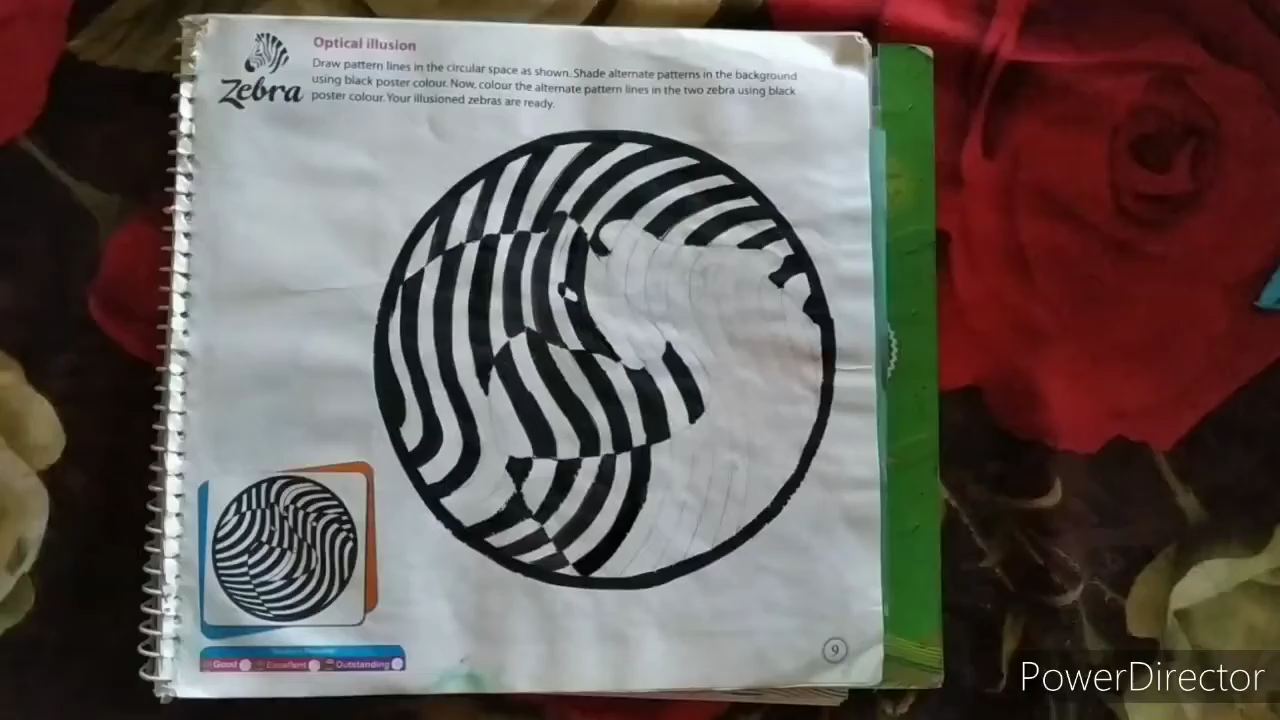 Optical illusion
Draw pattern lines in the circular space as shown. Shade alternate patterns in the background
using black poster colour. Now, colour the alternate pattern lines in the two zebra using black
poster colour. Your illusioned zebras are ready.
Zebra
Good Excellent Outstanding
9
PowerDirector